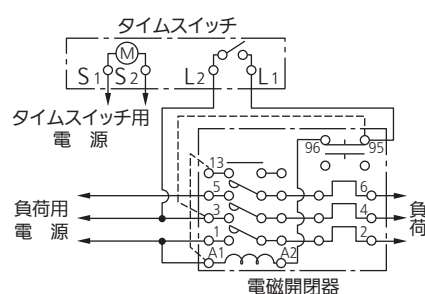 タイムスイッチ
M
S1 S2 L2 L1
タイムスイッチ用
電 源
96 95
13
5 6
負荷用
電 源
3 4
負荷
1 2
A1 A2
電磁開閉器